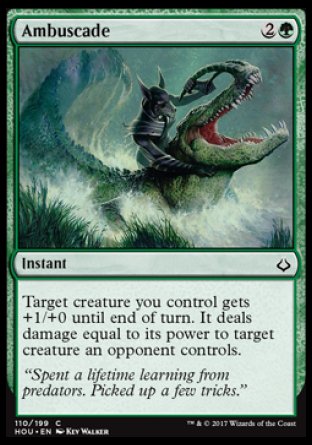 Ambuscade 2
Instant
Target creature you control gets
+1/+0 until end of turn. It deals
damage equal to its power to target
creature an opponent controls.
"Spent a lifetime learning from
predators. Picked up a few tricks."
110/199 C
HOU • EN Key Walker
™ & © 2017 Wizards of the Coast